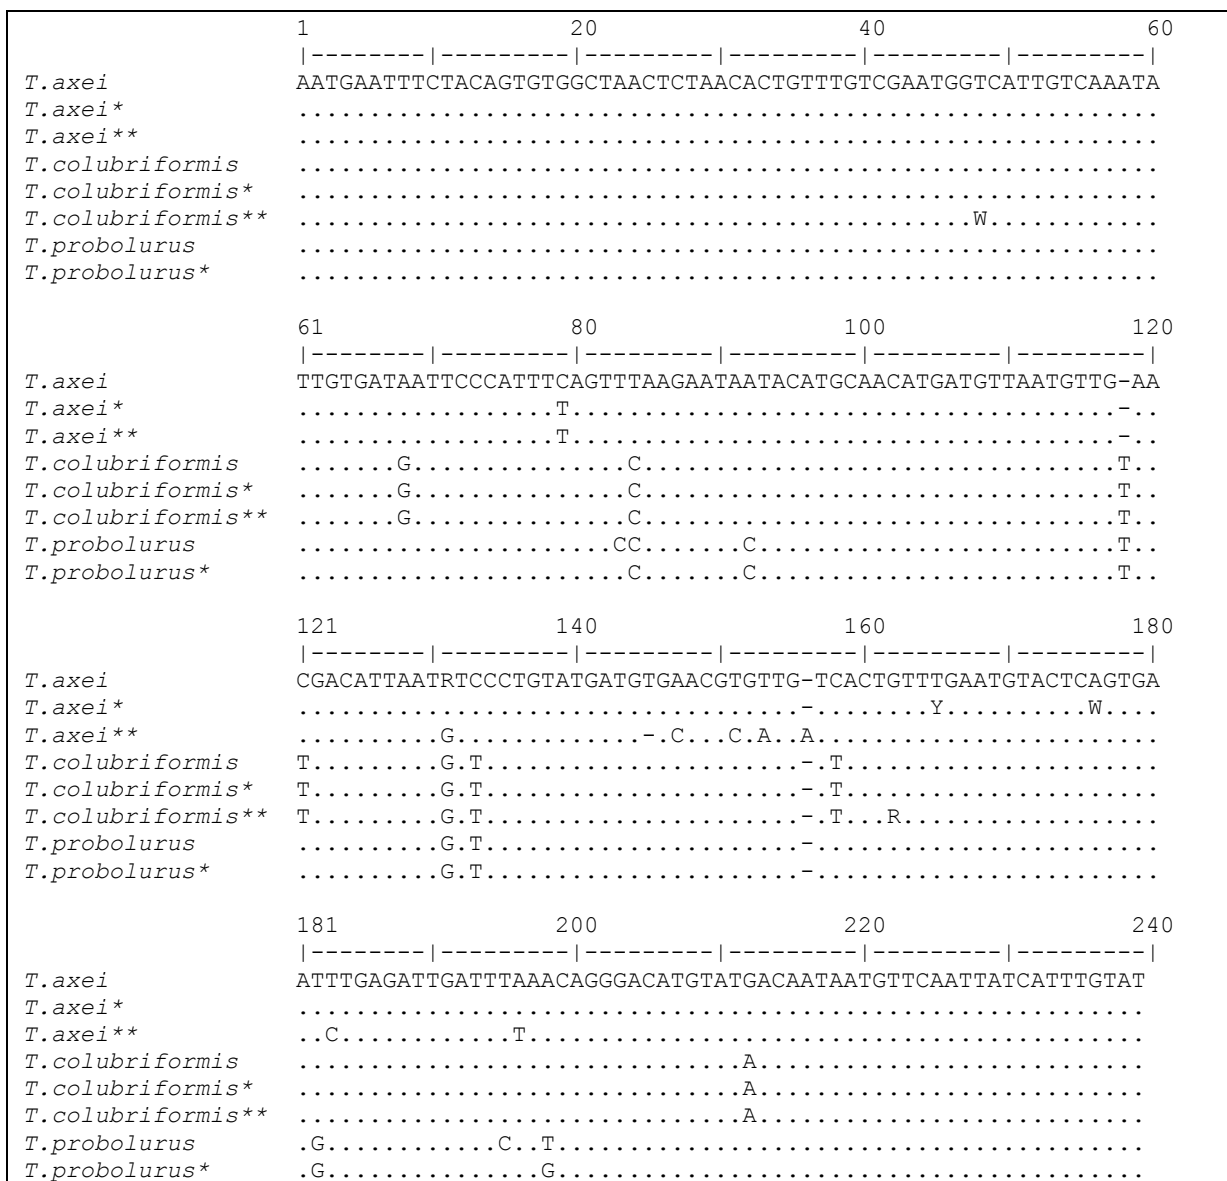 1 20 40 60
|--------|---------|---------|---------|---------|---------|
T.axei AATGAATTTCTACAGTGTGGCTAACTCTAACACTGTTTGTCGAATGGTCATTGTCAAATA
T.axei* ............................................................
T.axei** ............................................................
T.colubriformis ............................................................
T.colubriformis* ............................................................
T.colubriformis** ...............................................W............
T.probolurus ............................................................
T.probolurus* ............................................................
61 80 100 120
|--------|---------|---------|---------|---------|---------|
T.axei TTGTGATAATTCCCATTTCAGTTTAAGAATAATACATGCAACATGATGTTAATGTTG-AA
T.axei* ..................T......................................-..
T.axei** ..................T......................................-..
T.colubriformis .......G...............C.................................T..
T.colubriformis* .......G...............C.................................T..
T.colubriformis** .......G...............C.................................T..
T.probolurus ......................CC.......C.........................T..
T.probolurus* .......................C.......C.........................T..
121 140 160 180
|--------|---------|---------|---------|---------|---------|
T.axei CGACATTAATRTCCCTGTATGATGTGAACGTGTTG-TCACTGTTTGAATGTACTCAGTGA
T.axei* ...................................-........Y..........W....
T.axei** ..........G.............-.C...C.A..A........................
T.colubriformis T.........G.T......................-.T......................
T.colubriformis* T.........G.T......................-.T......................
T.colubriformis** T.........G.T......................-.T...R..................
T.probolurus ..........G.T......................-........................
T.probolurus* ..........G.T......................-........................
181 200 220 240
|--------|---------|---------|---------|---------|---------|
T.axei ATTTGAGATTGATTTAAACAGGGACATGTATGACAATAATGTTCAATTATCATTTGTAT
T.axei* ...........................................................
T.axei** ..C............T...........................................
T.colubriformis ...............................A...........................
T.colubriformis* ...............................A...........................
T.colubriformis** ...............................A...........................
T.probolurus .G............C..T.........................................
T.probolurus* .G...............G.........................................